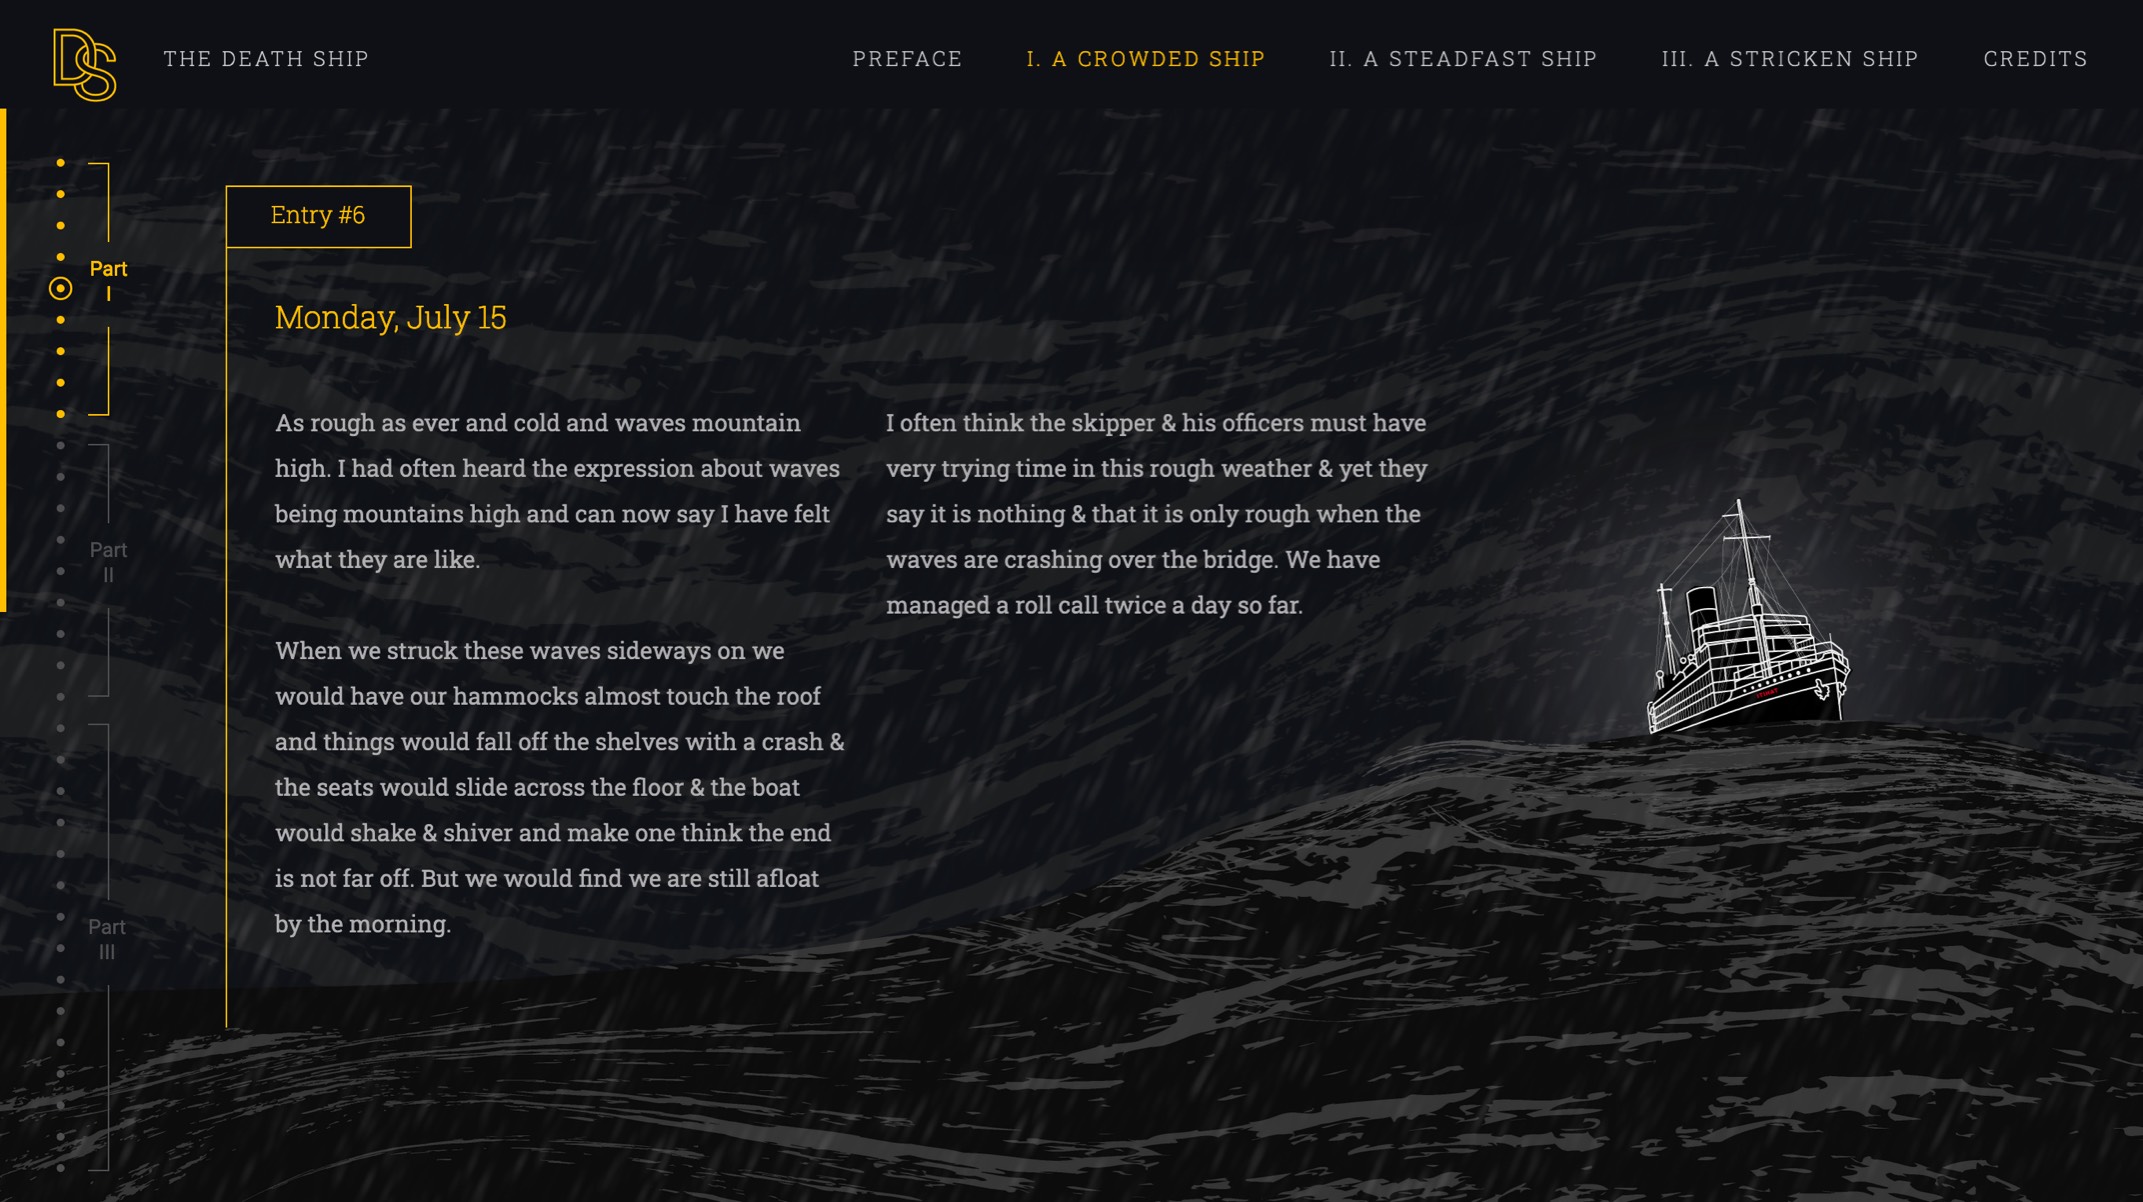 DS
THE DEATH SHIP
PREFACE
I. A CROWDED SHIP
II. A STEADFAST SHIP
III. A STRICKEN SHIP
CREDITS
Part
I
Part
II
Part
III
Entry #6
Monday, July 15
As rough as ever and cold and waves mountain
high. I had often heard the expression about waves
being mountains high and can now say I have felt
what they are like.
When we struck these waves sideways on we
would have our hammocks almost touch the roof
and things would fall off the shelves with a crash &
the seats would slide across the floor & the boat
would shake & shiver and make one think the end
is not far off. But we would find we are still afloat
by the morning.
I often think the skipper & his officers must have
very trying time in this rough weather & yet they
say it is nothing & that it is only rough when the
waves are crashing over the bridge. We have
managed a roll call twice a day so far.